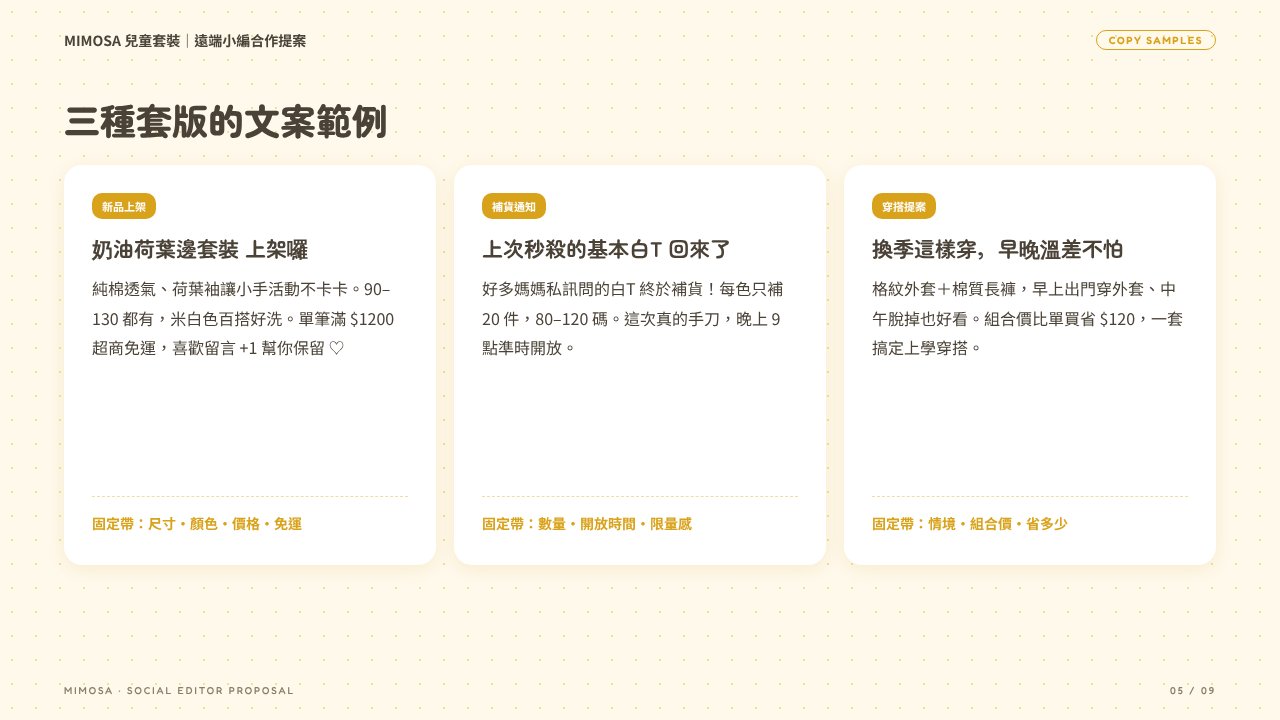 MIMOSA 兒童套裝｜遠端小編合作提案
COPY SAMPLES
三種套版的文案範例
新品上架
奶油荷葉邊套裝 上架囉
純棉透氣、荷葉袖讓小手活動不卡卡。90–
130 都有，米白色百搭好洗。單筆滿 $1200
超商免運，喜歡留言 +1 幫你保留 ♡
固定帶：尺寸・顏色・價格・免運
補貨通知
上次秒殺的基本白T 回來了
好多媽媽私訊問的白T 終於補貨！每色只補
20 件，80–120 碼。這次真的手刀，晚上 9
點準時開放。
固定帶：數量・開放時間・限量感
穿搭提案
換季這樣穿，早晚溫差不怕
格紋外套＋棉質長褲，早上出門穿外套、中
午脫掉也好看。組合價比單買省 $120，一套
搞定上學穿搭。
固定帶：情境・組合價・省多少
MIMOSA · SOCIAL EDITOR PROPOSAL
05 / 09